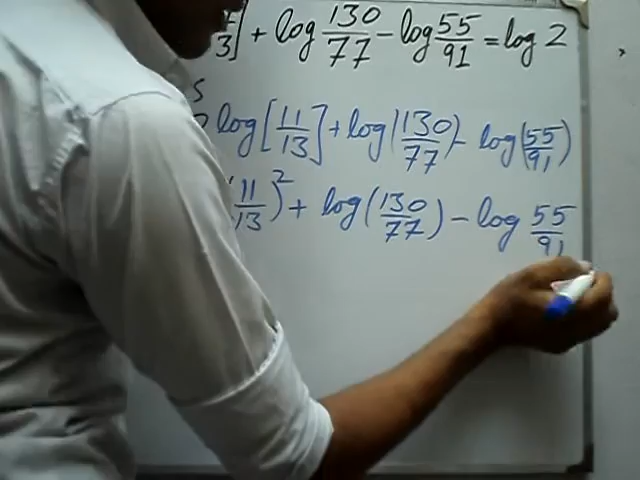 3] + log 130/77 - log 55/91 = log 2
log [11/13] + log (130/77) - log (55/91)
(11/13)² + log (130/77) - log 55/91